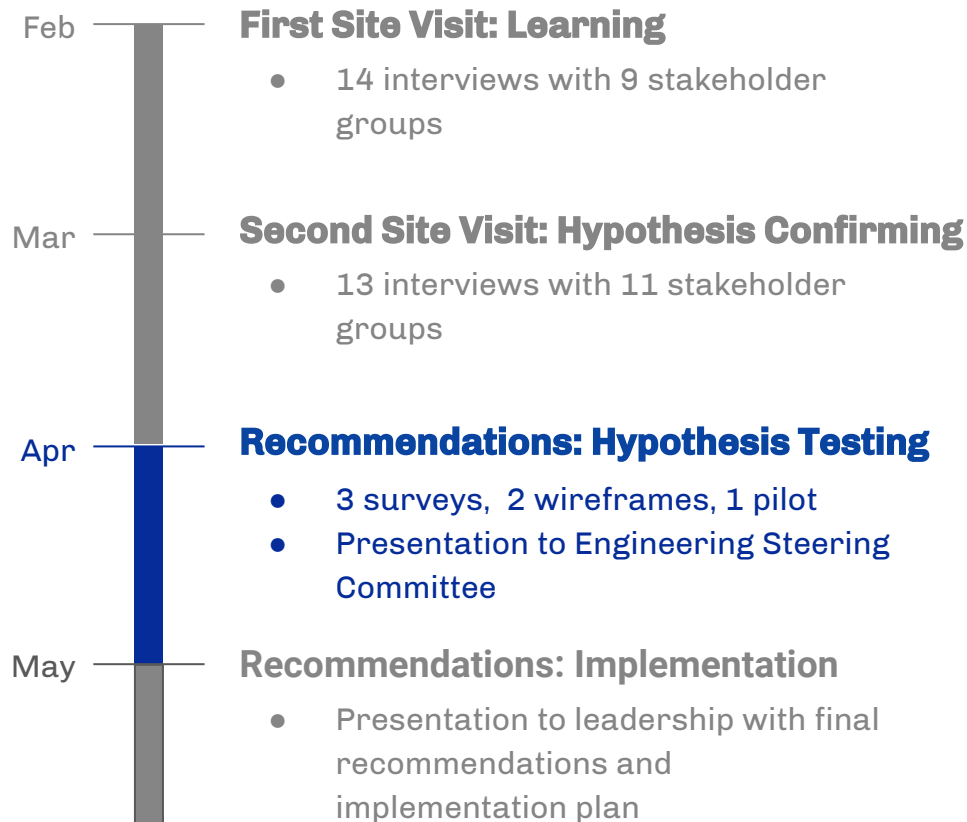 Feb
First Site Visit: Learning
● 14 interviews with 9 stakeholder
groups
Mar
Second Site Visit: Hypothesis Confirming
● 13 interviews with 11 stakeholder
groups
Apr
Recommendations: Hypothesis Testing
● 3 surveys,  2 wireframes, 1 pilot
● Presentation to Engineering Steering
Committee
May
Recommendations: Implementation
● Presentation to leadership with final
recommendations and
implementation plan